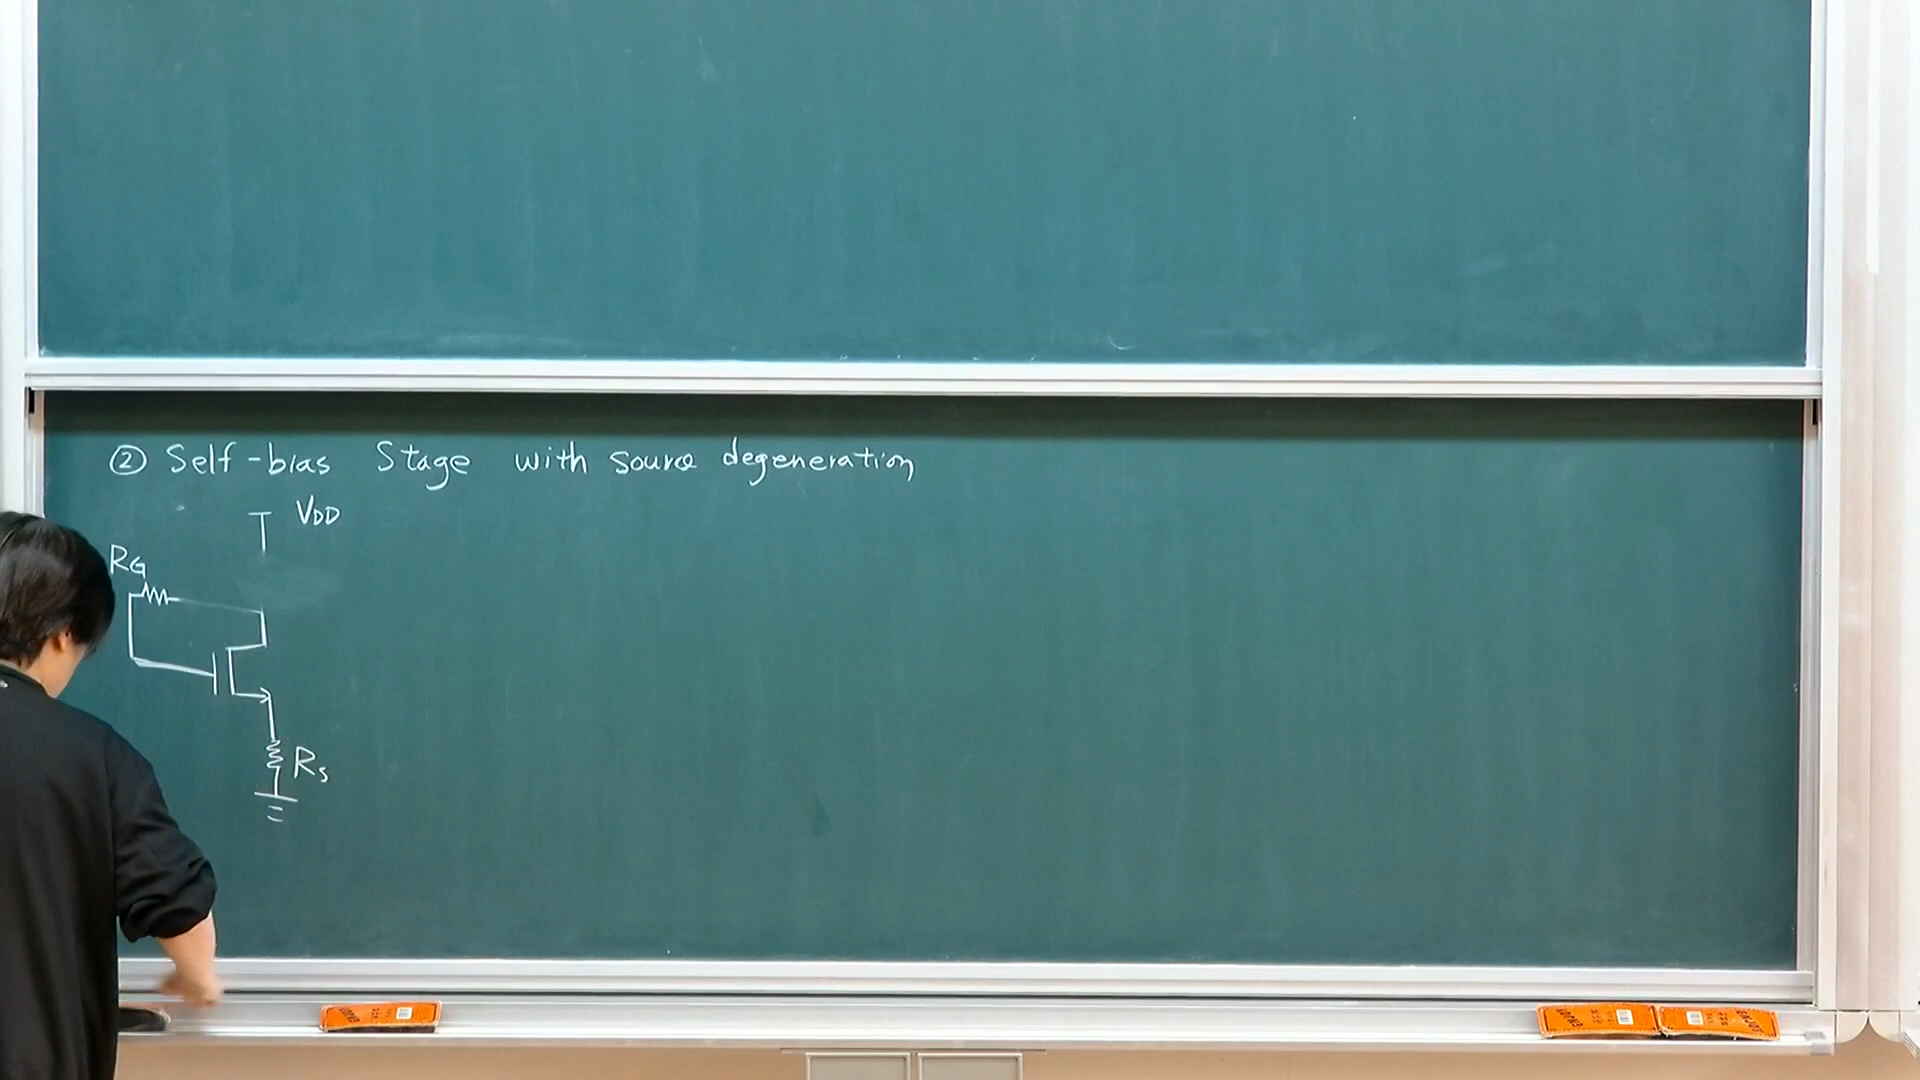 ② Self-bias Stage with source degeneration
VDD
RG
Rs